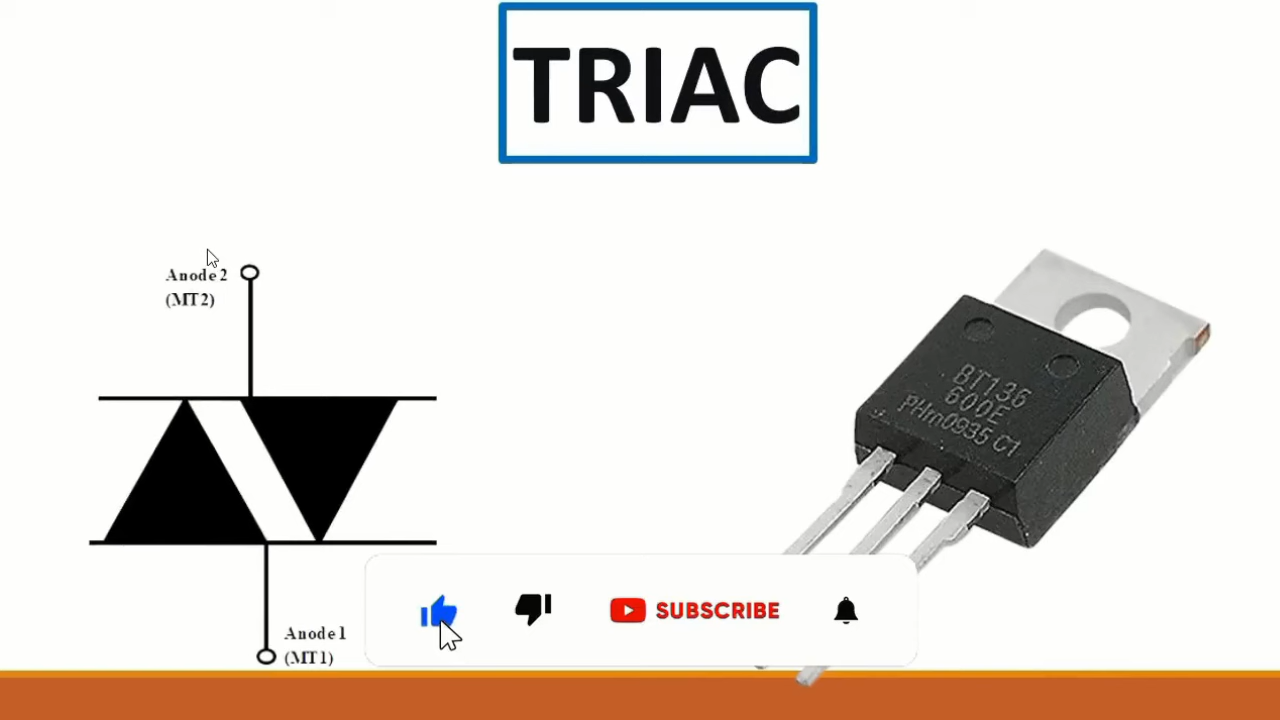 TRIAC
Anode 2
(MT2)
BT136
600E
PHm0935 C1
Anode 1
(MT1)
SUBSCRIBE